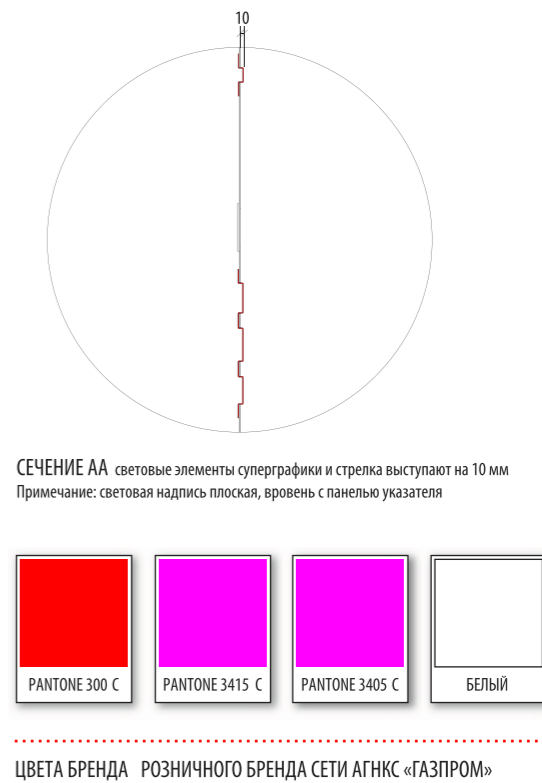 10
СЕЧЕНИЕ АА световые элементы суперграфики и стрелка выступают на 10 мм
Примечание: световая надпись плоская, вровень с панелью указателя
PANTONE 300 C
PANTONE 3415 C
PANTONE 3405 C
БЕЛЫЙ
ЦВЕТА БРЕНДА РОЗНИЧНОГО БРЕНДА СЕТИ АГНКС «ГАЗПРОМ»